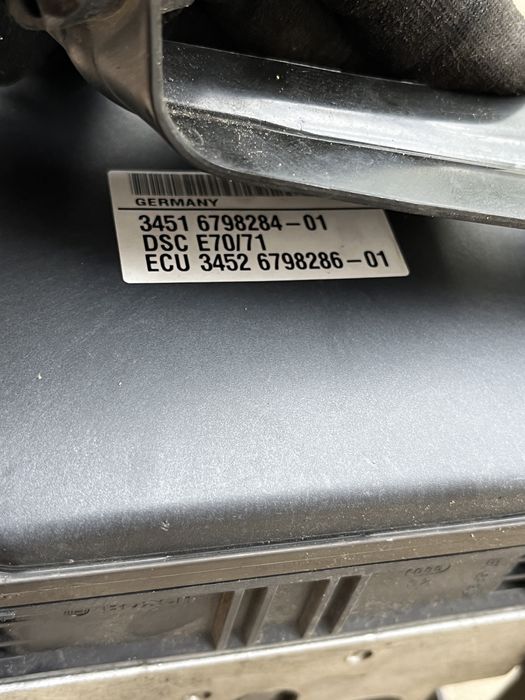 GERMANY
3451 6798284-01
DSC E70/71
ECU 3452 6798286-01